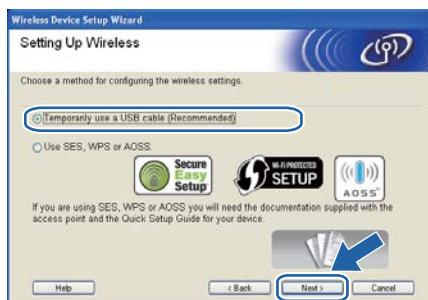 Wireless Device Setup Wizard
Setting Up Wireless
Choose a method for configuring the wireless settings.
Temporarily use a USB cable (Recommended)
Use SES, WPS or AOSS.
Secure
Easy
Setup
WI-FI PROTECTED
SETUP
AOSS
If you are using SES, WPS or AOSS you will need the documentation supplied with the
access point and the Quick Setup Guide for your device.
Help
< Back
Next >
Cancel